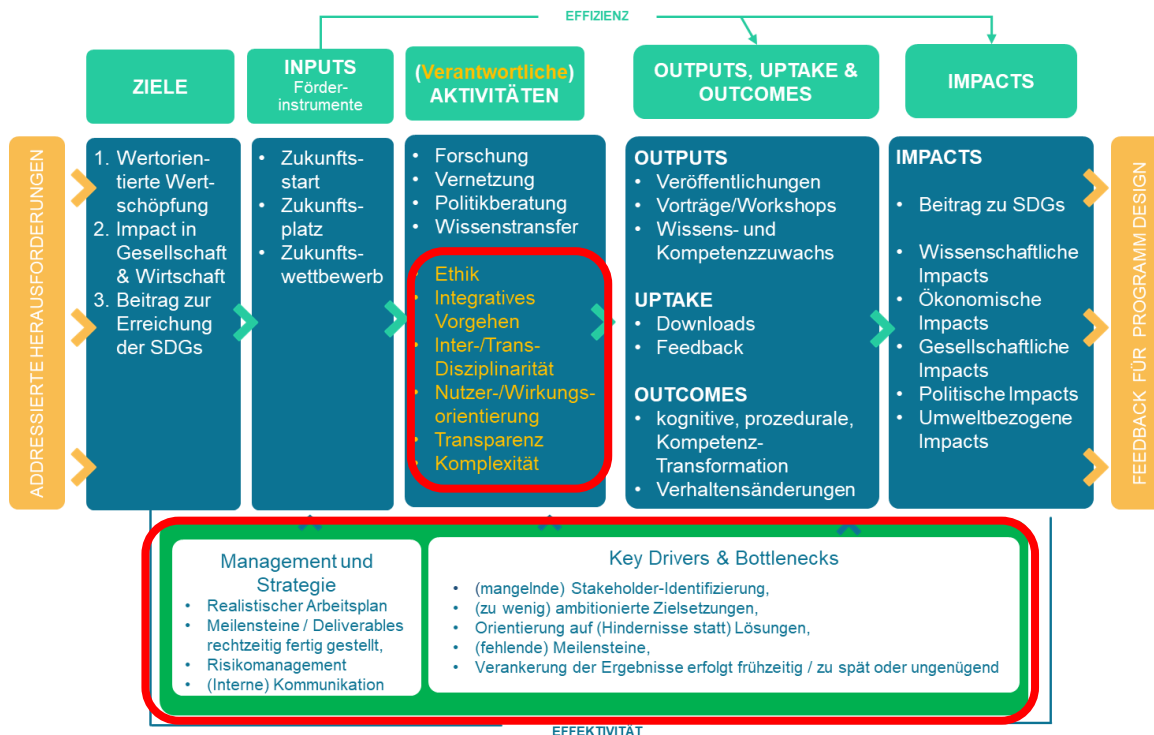 EFFIZIENZ
ZIELE
INPUTS
Förder-
instrumente
(Verantwortliche)
AKTIVITÄTEN
OUTPUTS, UPTAKE &
OUTCOMES
IMPACTS
ADDRESSIERTE HERAUSFORDERUNGEN
1. Wertorien-
tierte Wert-
schöpfung
2. Impact in
Gesellschaft
& Wirtschaft
3. Beitrag zur
Erreichung
der SDGs
• Zukunfts-
start
• Zukunfts-
platz
• Zukunfts-
wettbewerb
• Forschung
• Vernetzung
• Politikberatung
• Wissenstransfer
• Ethik
• Integratives
Vorgehen
• Inter-/Trans-
Disziplinarität
• Nutzer-/Wirkungs-
orientierung
• Transparenz
• Komplexität
OUTPUTS
• Veröffentlichungen
• Vorträge/Workshops
• Wissens- und
Kompetenzzuwachs
UPTAKE
• Downloads
• Feedback
OUTCOMES
• kognitive, prozedurale,
Kompetenz-
Transformation
• Verhaltensänderungen
IMPACTS
• Beitrag zu SDGs
• Wissenschaftliche
Impacts
• Ökonomische
Impacts
• Gesellschaftliche
Impacts
• Politische Impacts
• Umweltbezogene
Impacts
FEEDBACK FÜR PROGRAMM DESIGN
Management und
Strategie
• Realistischer Arbeitsplan
• Meilensteine / Deliverables
rechtzeitig fertig gestellt,
• Risikomanagement
• (Interne) Kommunikation
Key Drivers & Bottlenecks
• (mangelnde) Stakeholder-Identifizierung,
• (zu wenig) ambitionierte Zielsetzungen,
• Orientierung auf (Hindernisse statt) Lösungen,
• (fehlende) Meilensteine,
• Verankerung der Ergebnisse erfolgt frühzeitig / zu spät oder ungenügend
EFFEKTIVITÄT